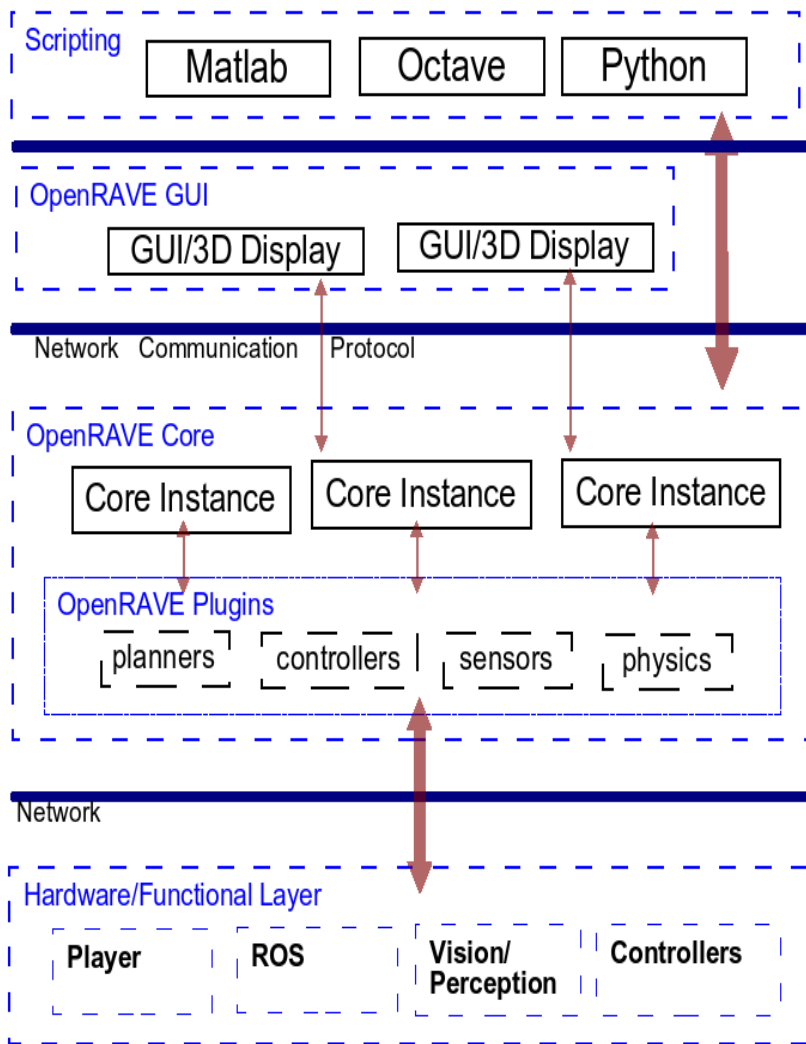 Scripting
Matlab
Octave
Python
OpenRAVE GUI
GUI/3D Display
GUI/3D Display
Network Communication Protocol
OpenRAVE Core
Core Instance
Core Instance
Core Instance
OpenRAVE Plugins
planners
controllers
sensors
physics
Network
Hardware/Functional Layer
Player
ROS
Vision/
Perception
Controllers